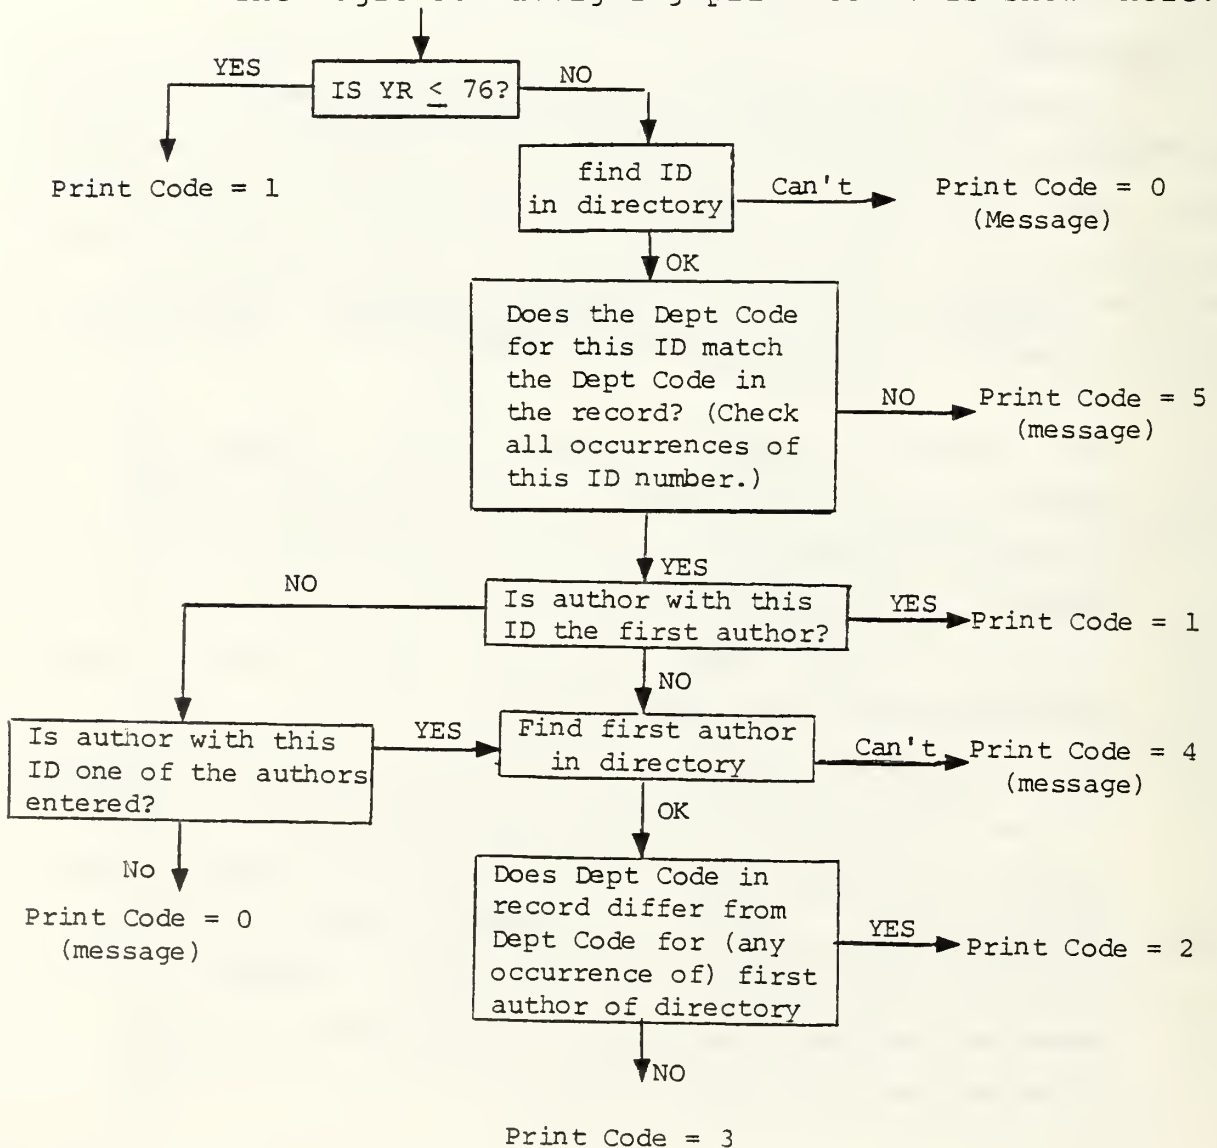 IS YR ≤ 76?
YES
NO
Print Code = 1
find ID
in directory
Can't
Print Code = 0
(Message)
OK
Does the Dept Code
for this ID match
the Dept Code in
the record? (Check
all occurrences of
this ID number.)
NO
Print Code = 5
(message)
YES
Is author with this
ID the first author?
YES
Print Code = 1
NO
NO
Is author with this
ID one of the authors
entered?
YES
Find first author
in directory
Can't
Print Code = 4
(message)
No
Print Code = 0
(message)
OK
Does Dept Code in
record differ from
Dept Code for (any
occurrence of) first
author of directory
YES
Print Code = 2
NO
Print Code = 3